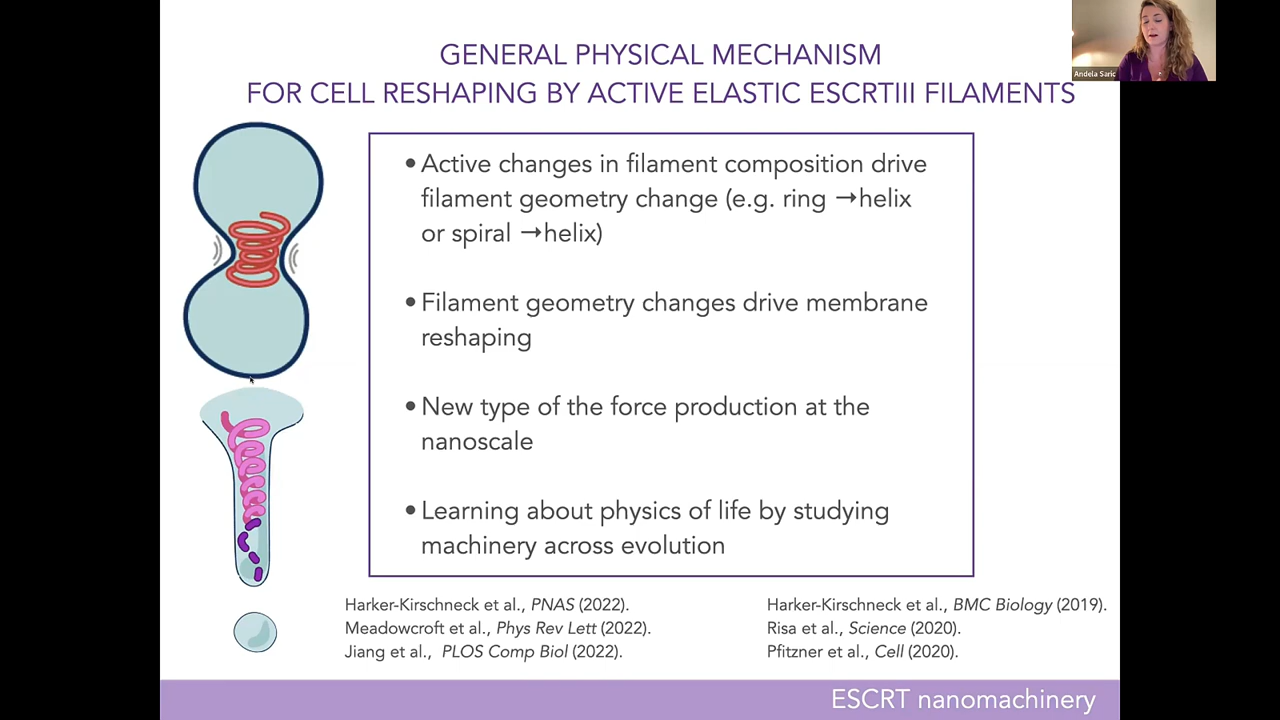 GENERAL PHYSICAL MECHANISM
FOR CELL RESHAPING BY ACTIVE ELASTIC ESCRTIII FILAMENTS
Andela Saric
• Active changes in filament composition drive
filament geometry change (e.g. ring →helix
or spiral →helix)
• Filament geometry changes drive membrane
reshaping
• New type of the force production at the
nanoscale
• Learning about physics of life by studying
machinery across evolution
Harker-Kirschneck et al., PNAS (2022).
Meadowcroft et al., Phys Rev Lett (2022).
Jiang et al., PLOS Comp Biol (2022).
Harker-Kirschneck et al., BMC Biology (2019).
Risa et al., Science (2020).
Pfitzner et al., Cell (2020).
ESCRT nanomachinery